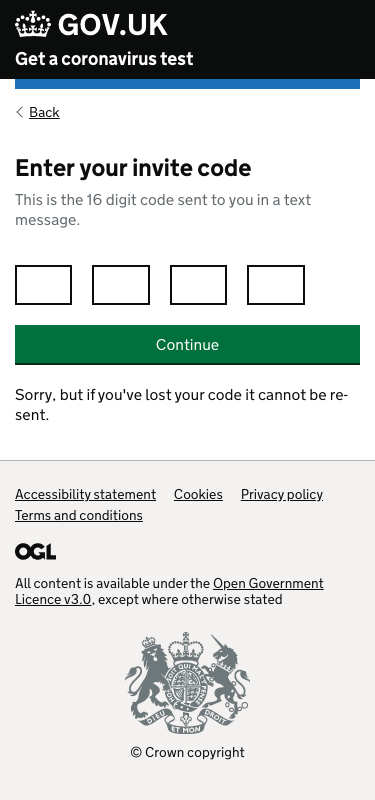 GOV.UK
Get a coronavirus test
Back
Enter your invite code
This is the 16 digit code sent to you in a text
message.
Continue
Sorry, but if you've lost your code it cannot be re-
sent.
Accessibility statement Cookies Privacy policy
Terms and conditions
OGL
All content is available under the Open Government
Licence v3.0, except where otherwise stated
DIEU ET MON DROIT
© Crown copyright